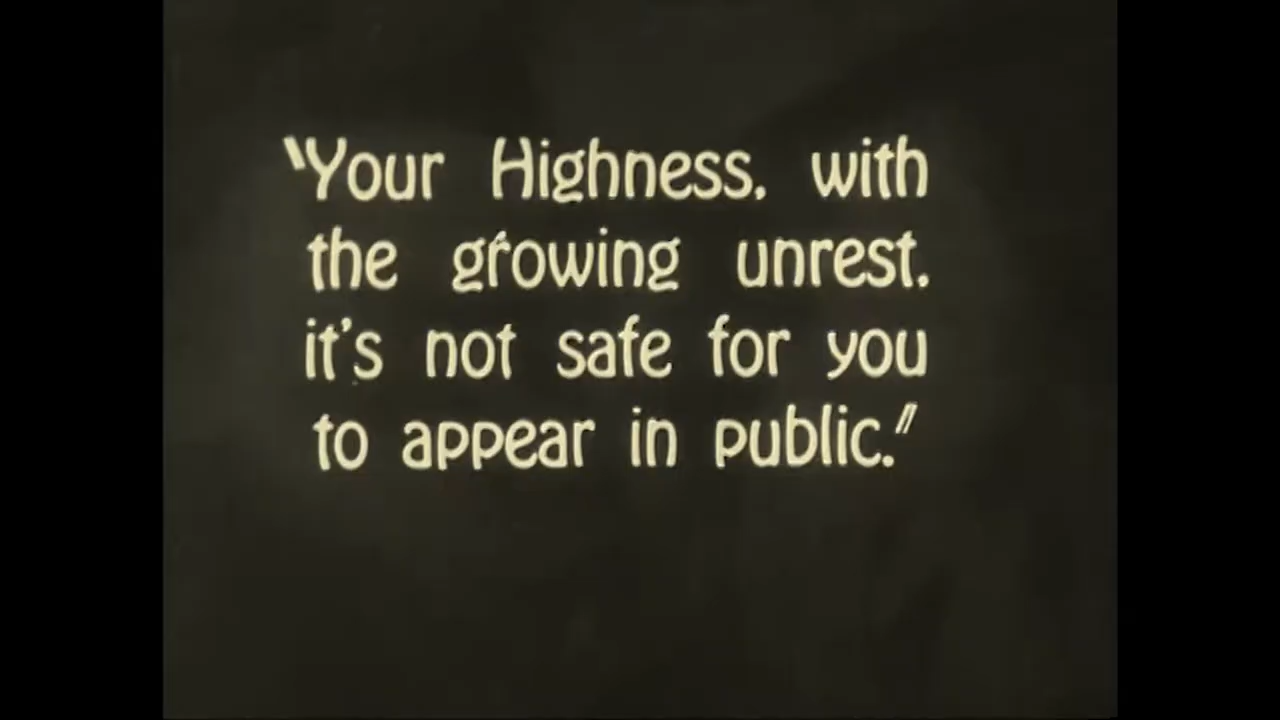 "Your Highness, with
the growing unrest,
it's not safe for you
to appear in public."